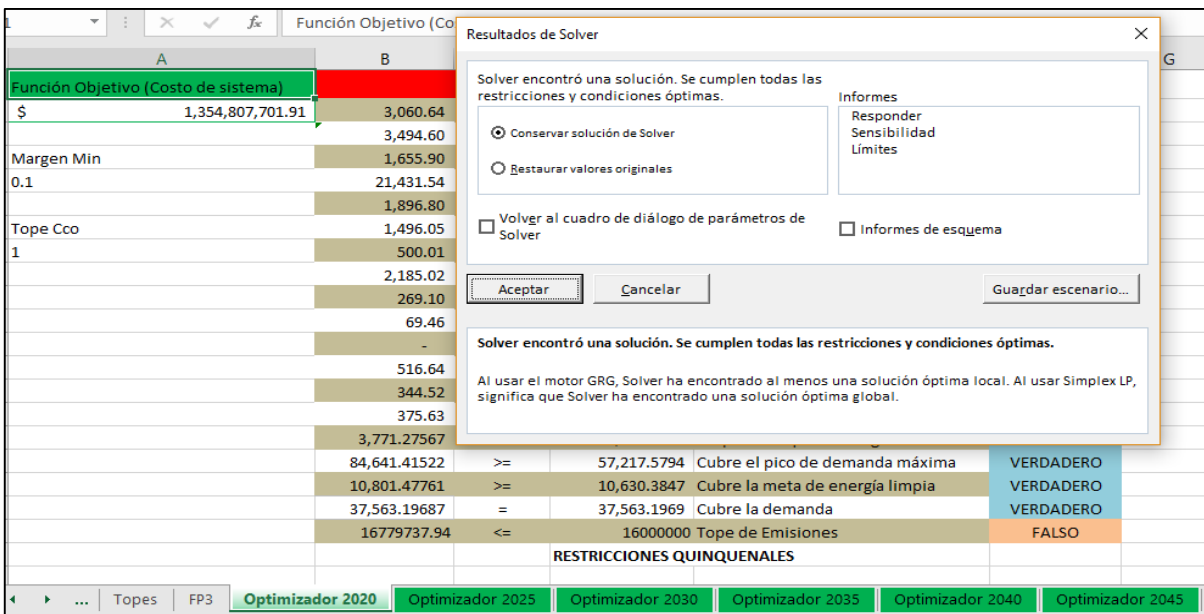 1 fx Función Objetivo (Co
A B G
Función Objetivo (Costo de sistema)
$ 1,354,807,701.91 3,060.64
3,494.60
Margen Min 1,655.90
0.1 21,431.54
1,896.80
Tope Cco 1,496.05
1 500.01
2,185.02
269.10
69.46
-
516.64
344.52
375.63
3,771.27567
84,641.41522 >= 57,217.5794 Cubre el pico de demanda máxima VERDADERO
10,801.47761 >= 10,630.3847 Cubre la meta de energía limpia VERDADERO
37,563.19687 = 37,563.1969 Cubre la demanda VERDADERO
16779737.94 <= 16000000 Tope de Emisiones FALSO
RESTRICCIONES QUINQUENALES
... Topes FP3 Optimizador 2020 Optimizador 2025 Optimizador 2030 Optimizador 2035 Optimizador 2040 Optimizador 2045
Resultados de Solver
Solver encontró una solución. Se cumplen todas las
restricciones y condiciones óptimas.
Conservar solución de Solver
Restaurar valores originales
Informes
Responder
Sensibilidad
Límites
Volver al cuadro de diálogo de parámetros de
Solver
Informes de esquema
Aceptar Cancelar Guardar escenario...
Solver encontró una solución. Se cumplen todas las restricciones y condiciones óptimas.
Al usar el motor GRG, Solver ha encontrado al menos una solución óptima local. Al usar Simplex LP,
significa que Solver ha encontrado una solución óptima global.